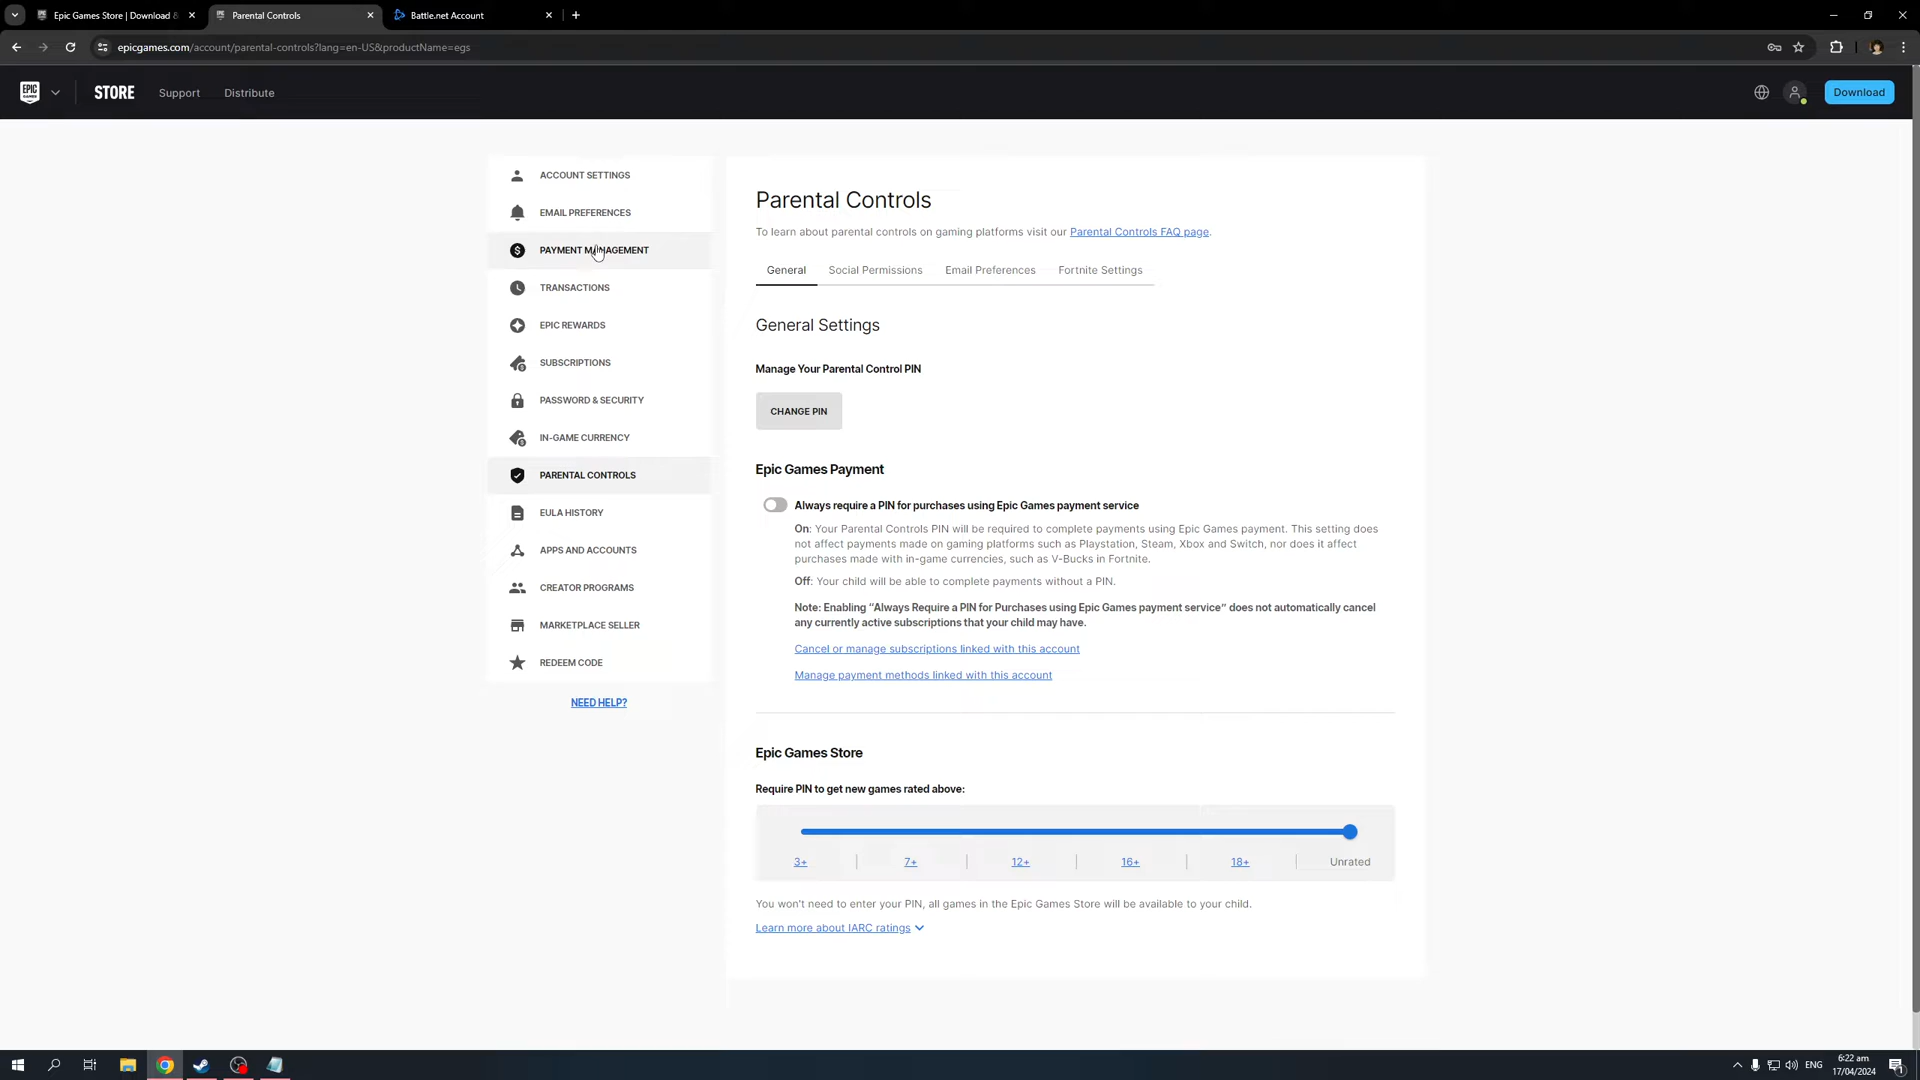 Epic Games Store | Download &
Parental Controls
Battle.net Account
epicgames.com/account/parental-controls?lang=en-US&productName=egs
EPIC GAMES
STORE
Support
Distribute
Download
ACCOUNT SETTINGS
EMAIL PREFERENCES
PAYMENT MANAGEMENT
TRANSACTIONS
EPIC REWARDS
SUBSCRIPTIONS
PASSWORD & SECURITY
IN-GAME CURRENCY
PARENTAL CONTROLS
EULA HISTORY
APPS AND ACCOUNTS
CREATOR PROGRAMS
MARKETPLACE SELLER
REDEEM CODE
NEED HELP?
Parental Controls
To learn about parental controls on gaming platforms visit our Parental Controls FAQ page.
General
Social Permissions
Email Preferences
Fortnite Settings
General Settings
Manage Your Parental Control PIN
CHANGE PIN
Epic Games Payment
Always require a PIN for purchases using Epic Games payment service
On: Your Parental Controls PIN will be required to complete payments using Epic Games payment. This setting does
not affect payments made on gaming platforms such as Playstation, Steam, Xbox and Switch, nor does it affect
purchases made with in-game currencies, such as V-Bucks in Fortnite.
Off: Your child will be able to complete payments without a PIN.
Note: Enabling “Always Require a PIN for Purchases using Epic Games payment service” does not automatically cancel
any currently active subscriptions that your child may have.
Cancel or manage subscriptions linked with this account
Manage payment methods linked with this account
Epic Games Store
Require PIN to get new games rated above:
3+
7+
12+
16+
18+
Unrated
You won't need to enter your PIN, all games in the Epic Games Store will be available to your child.
Learn more about IARC ratings
ENG
6:22 am
17/04/2024
1